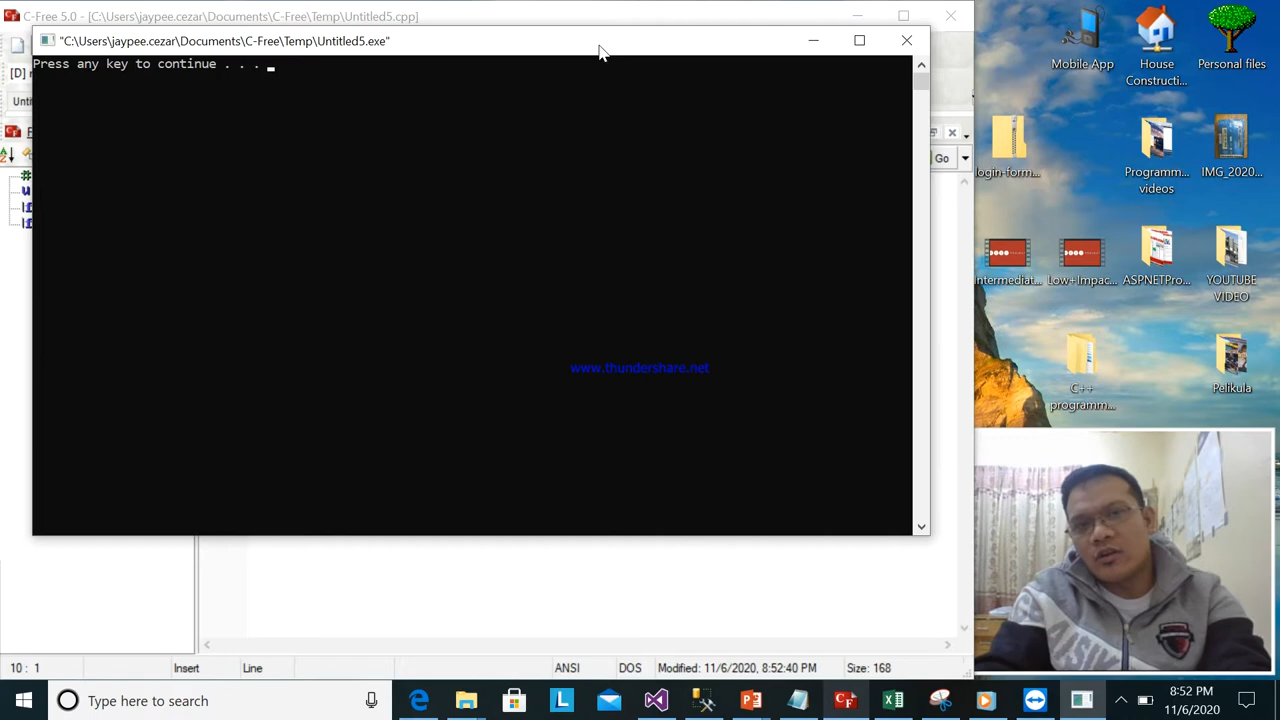 C-Free 5.0 - [C:\Users\jaypee.cezar\Documents\C-Free\Temp\Untitled5.cpp]
"C:\Users\jaypee.cezar\Documents\C-Free\Temp\Untitled5.exe"
Press any key to continue . . .
[D]
Go
Mobile App
House Constructi...
Personal files
login-form...
Programm... videos
IMG_2020...
Intermediat...
Low+Impac...
ASPNETPro...
YOUTUBE VIDEO
C++ programm...
Pelikula
www.thundershare.net
10 : 1
Insert
Line
ANSI
DOS
Modified: 11/6/2020, 8:52:40 PM
Size: 168
Type here to search
8:52 PM
11/6/2020